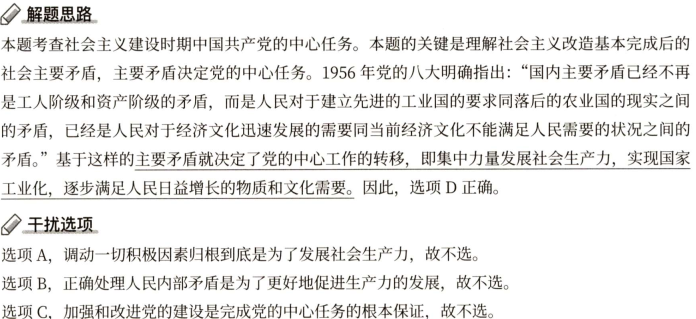 解题思路
本题考查社会主义建设时期中国共产党的中心任务。本题的关键是理解社会主义改造基本完成后的
社会主要矛盾，主要矛盾决定党的中心任务。1956 年党的八大明确指出：“国内主要矛盾已经不再
是工人阶级和资产阶级的矛盾，而是人民对于建立先进的工业国的要求同落后的农业国的现实之间
的矛盾，已经是人民对于经济文化迅速发展的需要同当前经济文化不能满足人民需要的状况之间的
矛盾。”基于这样的主要矛盾就决定了党的中心工作的转移，即集中力量发展社会生产力，实现国家
工业化，逐步满足人民日益增长的物质和文化需要。因此，选项 D 正确。
干扰选项
选项 A，调动一切积极因素归根到底是为了发展社会生产力，故不选。
选项 B，正确处理人民内部矛盾是为了更好地促进生产力的发展，故不选。
选项 C，加强和改进党的建设是完成党的中心任务的根本保证，故不选。